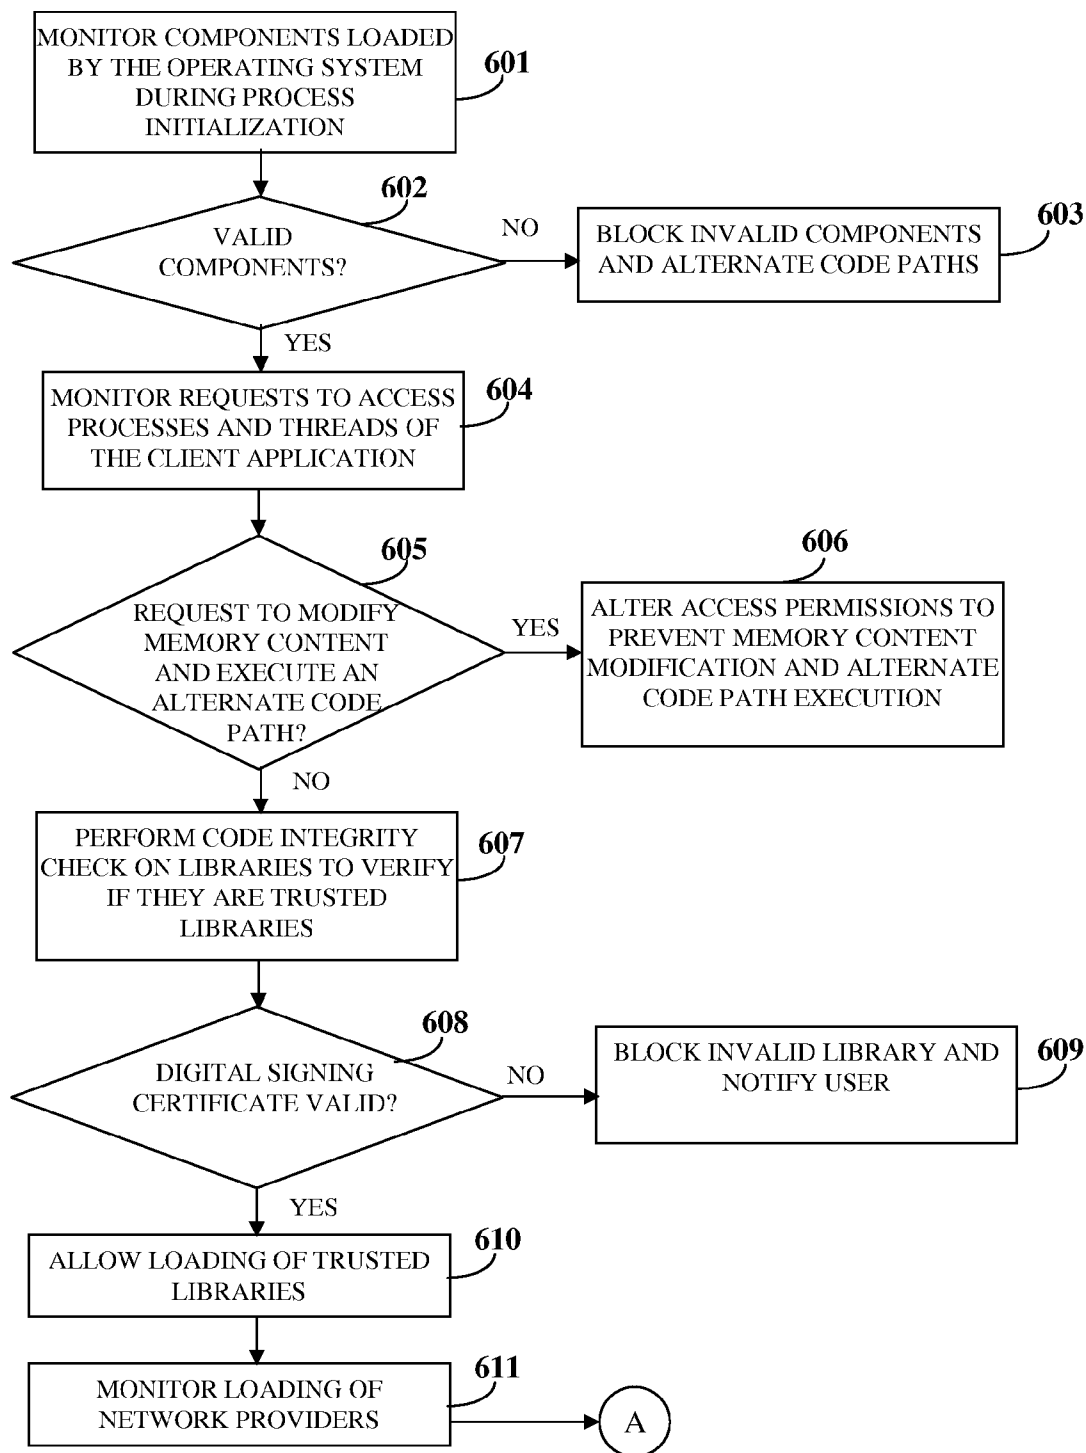 MONITOR COMPONENTS LOADED
BY THE OPERATING SYSTEM
DURING PROCESS
INITIALIZATION
601
602
VALID
COMPONENTS?
NO
BLOCK INVALID COMPONENTS
AND ALTERNATE CODE PATHS
603
YES
MONITOR REQUESTS TO ACCESS
PROCESSES AND THREADS OF
THE CLIENT APPLICATION
604
605
REQUEST TO MODIFY
MEMORY CONTENT
AND EXECUTE AN
ALTERNATE CODE
PATH?
YES
606
ALTER ACCESS PERMISSIONS TO
PREVENT MEMORY CONTENT
MODIFICATION AND ALTERNATE
CODE PATH EXECUTION
NO
PERFORM CODE INTEGRITY
CHECK ON LIBRARIES TO VERIFY
IF THEY ARE TRUSTED
LIBRARIES
607
608
DIGITAL SIGNING
CERTIFICATE VALID?
NO
BLOCK INVALID LIBRARY AND
NOTIFY USER
609
YES
ALLOW LOADING OF TRUSTED
LIBRARIES
610
MONITOR LOADING OF
NETWORK PROVIDERS
611
A